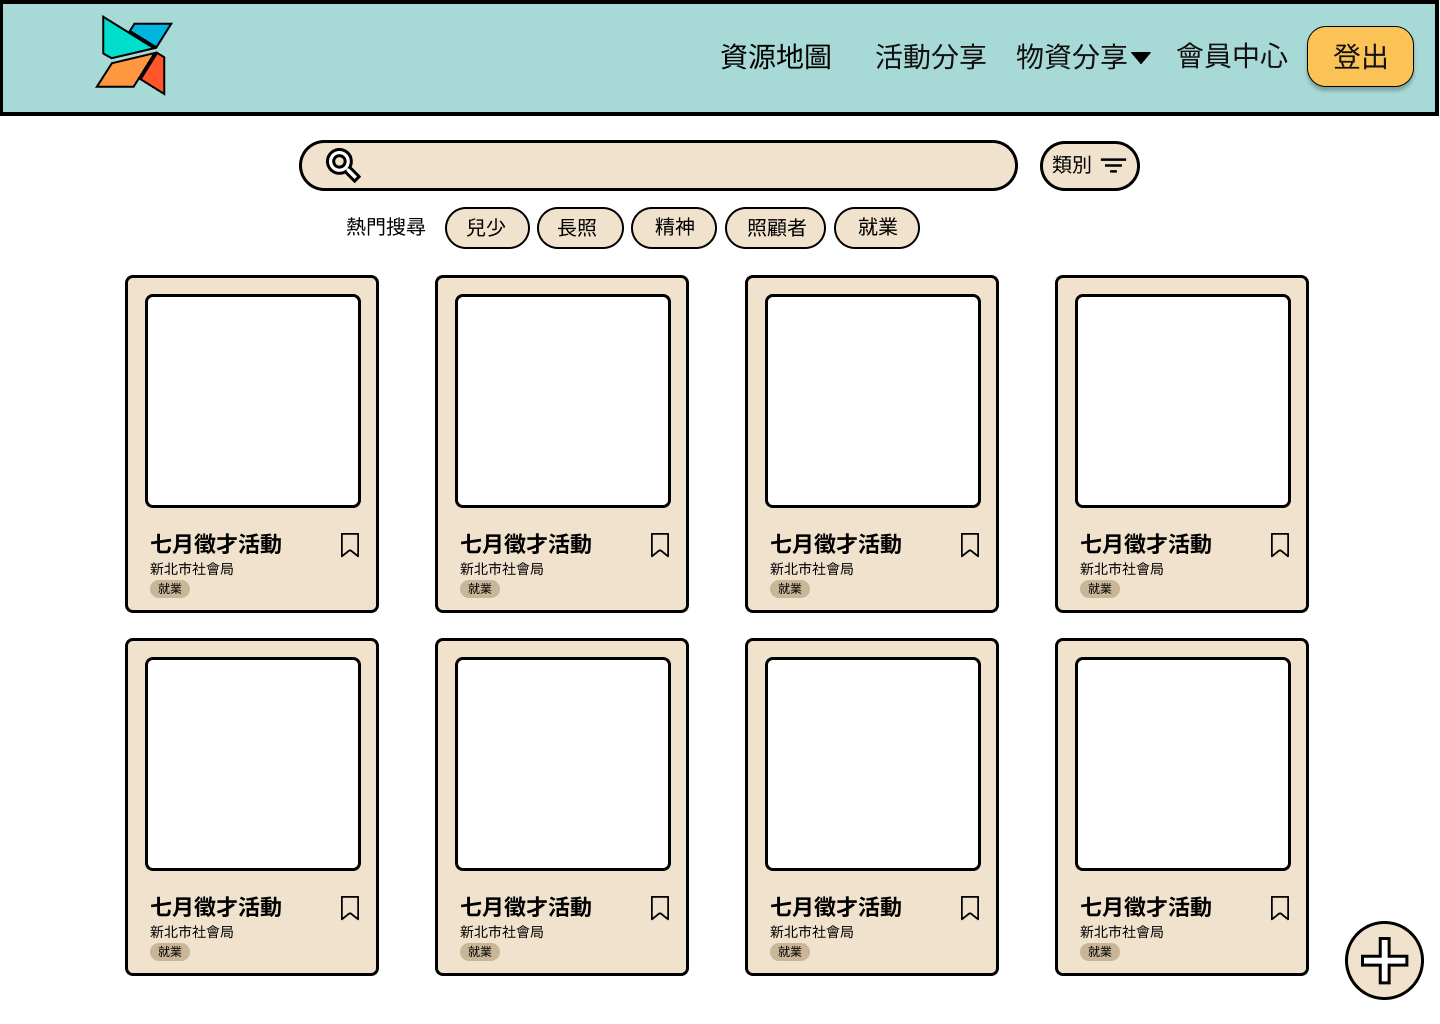 資源地圖 活動分享 物資分享 會員中心 登出
類別
熱門搜尋 兒少 長照 精神 照顧者 就業
七月徵才活動
新北市社會局
就業
七月徵才活動
新北市社會局
就業
七月徵才活動
新北市社會局
就業
七月徵才活動
新北市社會局
就業
七月徵才活動
新北市社會局
就業
七月徵才活動
新北市社會局
就業
七月徵才活動
新北市社會局
就業
七月徵才活動
新北市社會局
就業